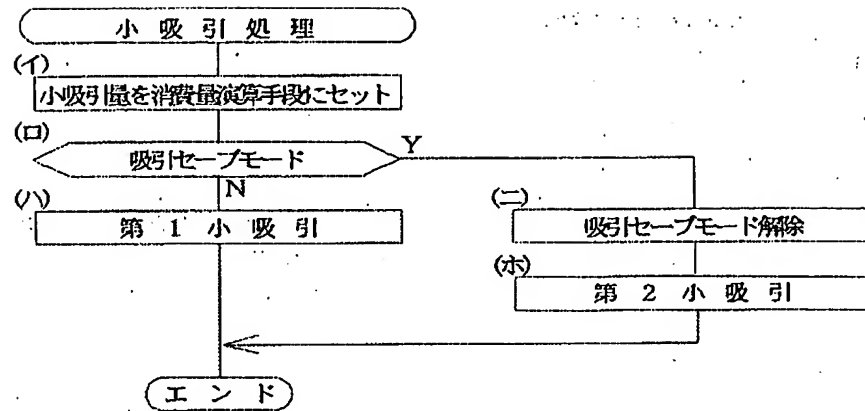 小吸引処理
(イ)
小吸引量を消費量演算手段にセット
(ロ)
吸引セーブモード
Y
N
(ハ)
第1小吸引
(ニ)
吸引セーブモード解除
(ホ)
第2小吸引
エンド